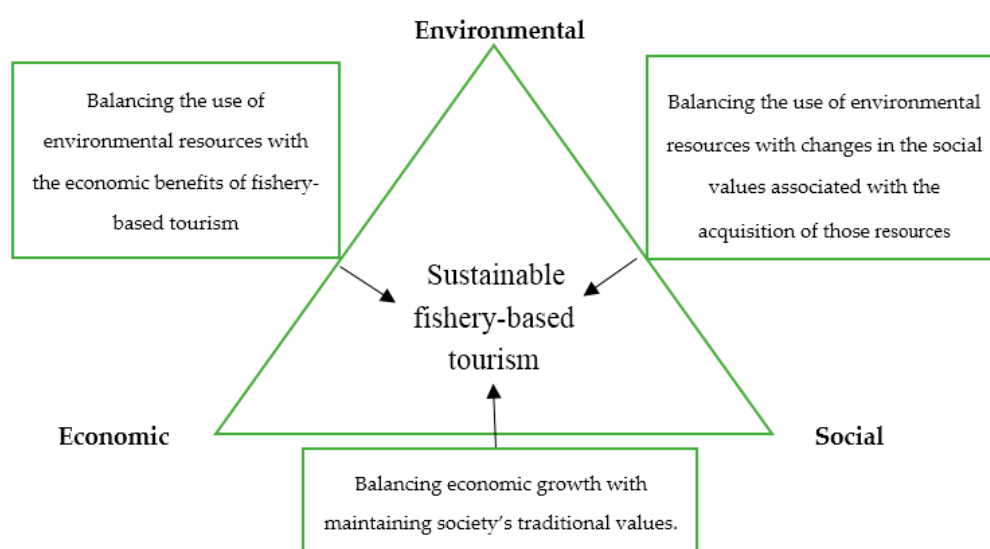 Environmental
Balancing the use of
environmental resources with
the economic benefits of fishery-
based tourism
Balancing the use of environmental
resources with changes in the social
values associated with the
acquisition of those resources
Sustainable
fishery-based
tourism
Economic
Social
Balancing economic growth with
maintaining society’s traditional values.